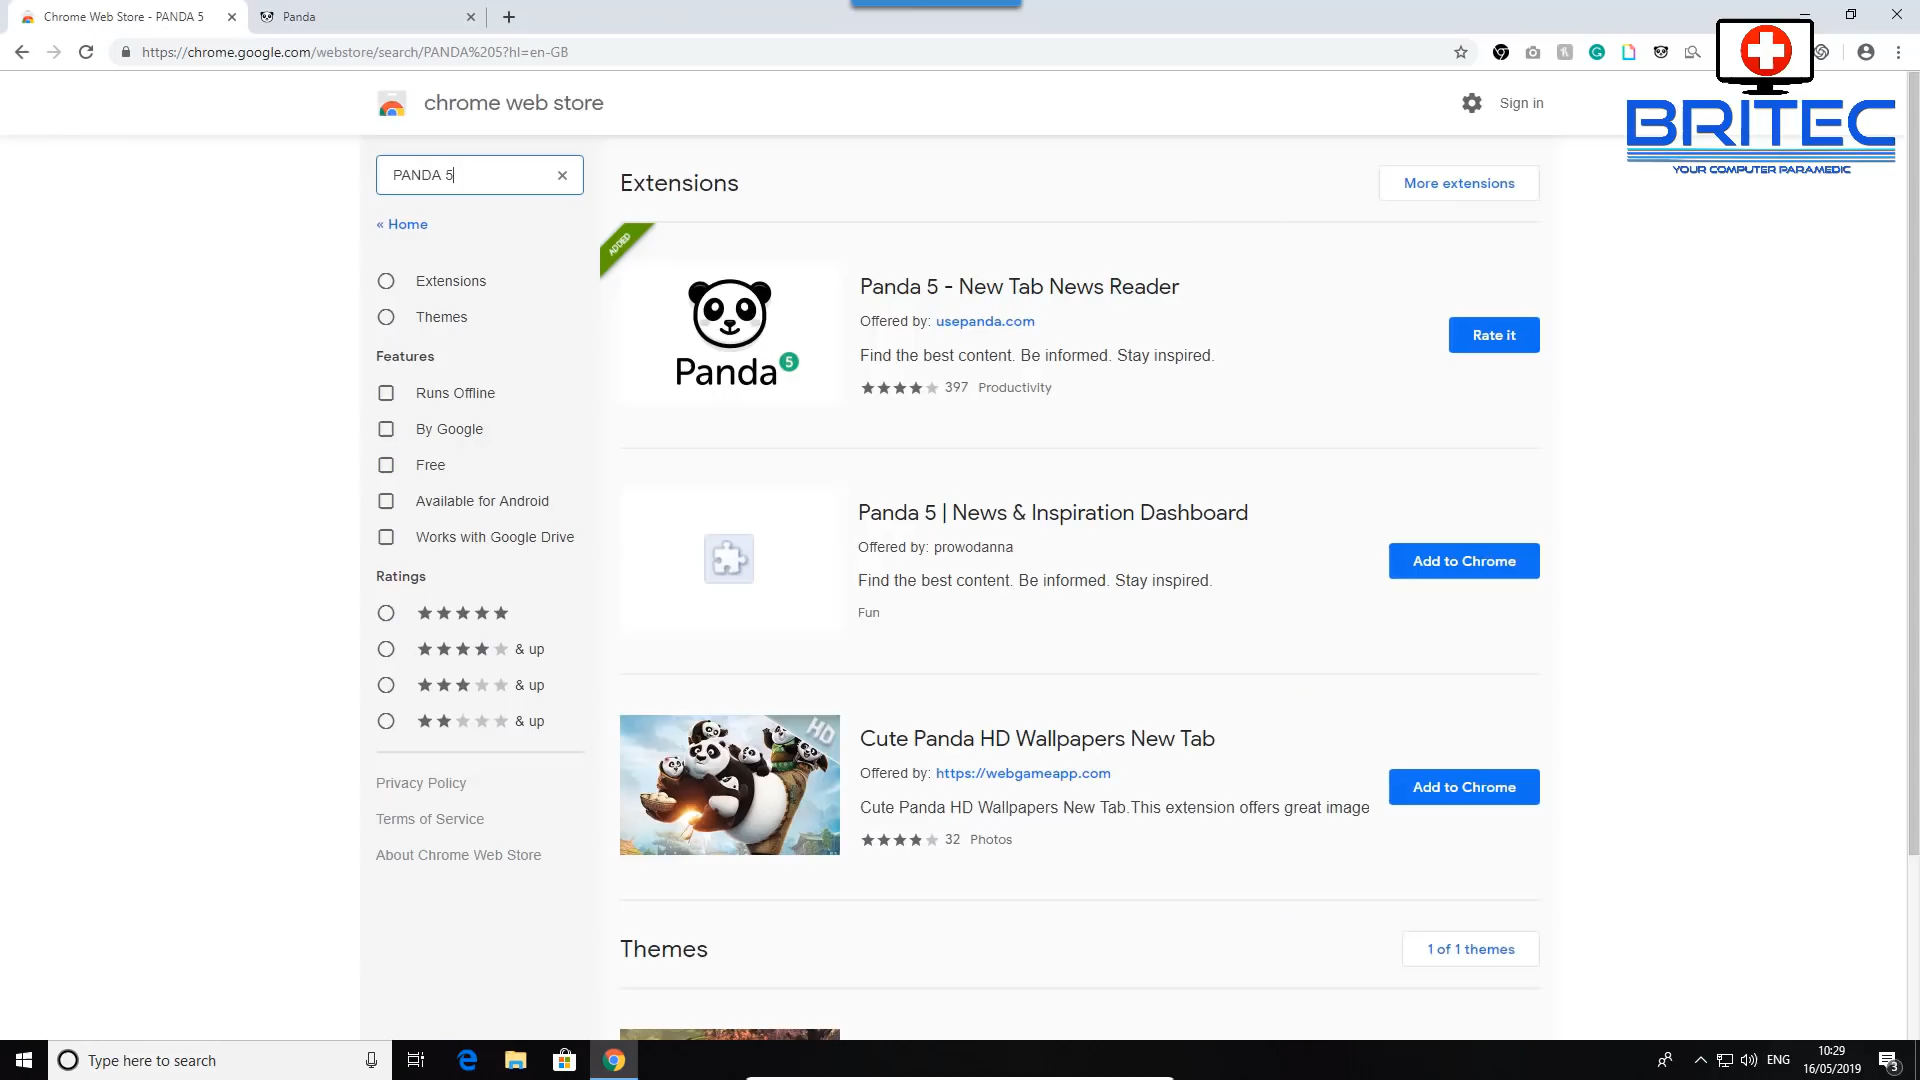 Chrome Web Store - PANDA 5
Panda
https://chrome.google.com/webstore/search/PANDA%205?hl=en-GB
BRITEC
YOUR COMPUTER PARAMEDIC
chrome web store
Sign in
PANDA 5
« Home
Extensions
Themes
Features
Runs Offline
By Google
Free
Available for Android
Works with Google Drive
Ratings
& up
& up
& up
Privacy Policy
Terms of Service
About Chrome Web Store
Extensions
More extensions
ADDED
Panda 5
Panda 5 - New Tab News Reader
Offered by: usepanda.com
Find the best content. Be informed. Stay inspired.
397 Productivity
Rate it
Panda 5 | News & Inspiration Dashboard
Offered by: prowodanna
Find the best content. Be informed. Stay inspired.
Fun
Add to Chrome
HD
Cute Panda HD Wallpapers New Tab
Offered by: https://webgameapp.com
Cute Panda HD Wallpapers New Tab.This extension offers great image
32 Photos
Add to Chrome
Themes
1 of 1 themes
Type here to search
ENG
10:29
16/05/2019
3